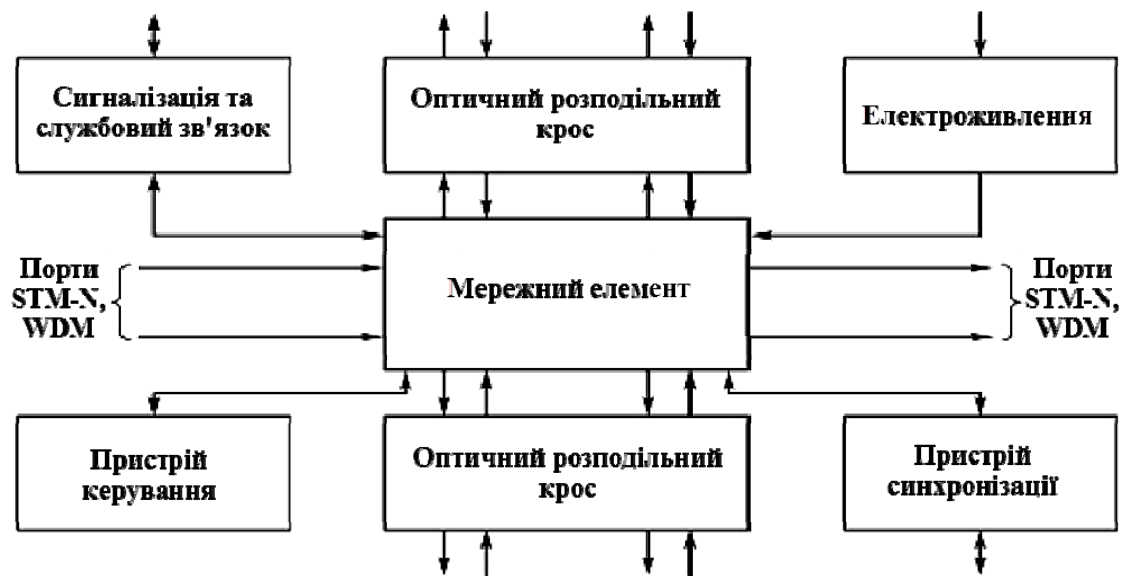 Сигналізація та
службовий зв'язок
Оптичний розподільний
крос
Електроживлення
Порти
STM-N,
WDM
Мережний елемент
Порти
STM-N,
WDM
Пристрій
керування
Оптичний розподільний
крос
Пристрій
синхронізації